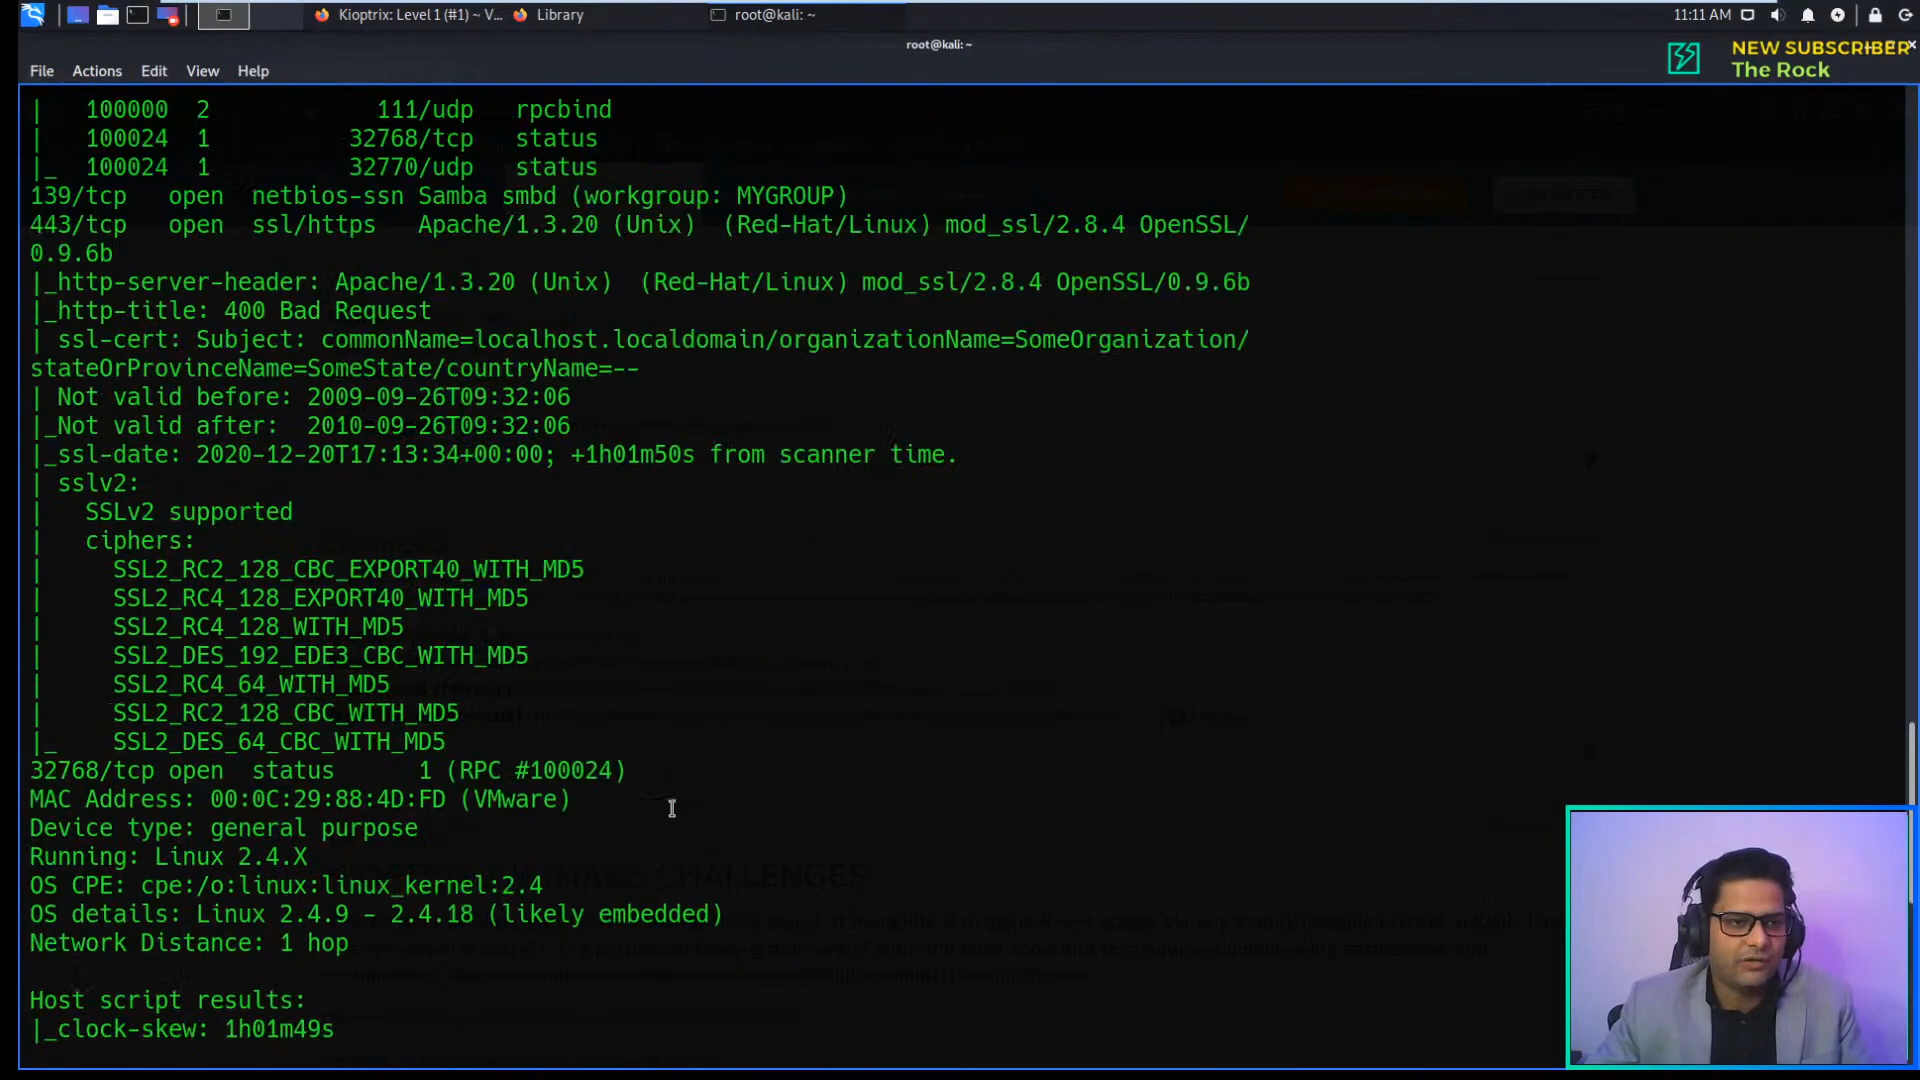 Kioptrix: Level 1 (#1) ~ V...
Library
root@kali: ~
11:11 AM
root@kali: ~
NEW SUBSCRIBER
The Rock
File Actions Edit View Help
|   100000  2            111/udp   rpcbind
|   100024  1          32768/tcp   status
|_  100024  1          32770/udp   status
139/tcp   open  netbios-ssn Samba smbd (workgroup: MYGROUP)
443/tcp   open  ssl/https   Apache/1.3.20 (Unix)  (Red-Hat/Linux) mod_ssl/2.8.4 OpenSSL/
0.9.6b
|_http-server-header: Apache/1.3.20 (Unix)  (Red-Hat/Linux) mod_ssl/2.8.4 OpenSSL/0.9.6b
|_http-title: 400 Bad Request
| ssl-cert: Subject: commonName=localhost.localdomain/organizationName=SomeOrganization/
stateOrProvinceName=SomeState/countryName=--
| Not valid before: 2009-09-26T09:32:06
|_Not valid after:  2010-09-26T09:32:06
|_ssl-date: 2020-12-20T17:13:34+00:00; +1h01m50s from scanner time.
| sslv2:
|   SSLv2 supported
|   ciphers:
|     SSL2_RC2_128_CBC_EXPORT40_WITH_MD5
|     SSL2_RC4_128_EXPORT40_WITH_MD5
|     SSL2_RC4_128_WITH_MD5
|     SSL2_DES_192_EDE3_CBC_WITH_MD5
|     SSL2_RC4_64_WITH_MD5
|     SSL2_RC2_128_CBC_WITH_MD5
|_    SSL2_DES_64_CBC_WITH_MD5
32768/tcp open  status      1 (RPC #100024)
MAC Address: 00:0C:29:88:4D:FD (VMware)
Device type: general purpose
Running: Linux 2.4.X
OS CPE: cpe:/o:linux:linux_kernel:2.4
OS details: Linux 2.4.9 - 2.4.18 (likely embedded)
Network Distance: 1 hop
Host script results:
|_clock-skew: 1h01m49s